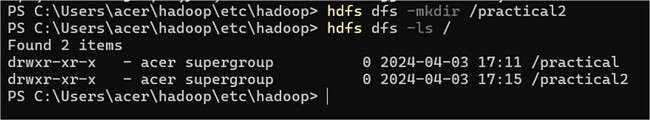 PS C:\Users\acer\hadoop\etc\hadoop> hdfs dfs -mkdir /practical2
PS C:\Users\acer\hadoop\etc\hadoop> hdfs dfs -ls /
Found 2 items
drwxr-xr-x   - acer supergroup          0 2024-04-03 17:11 /practical
drwxr-xr-x   - acer supergroup          0 2024-04-03 17:15 /practical2
PS C:\Users\acer\hadoop\etc\hadoop>